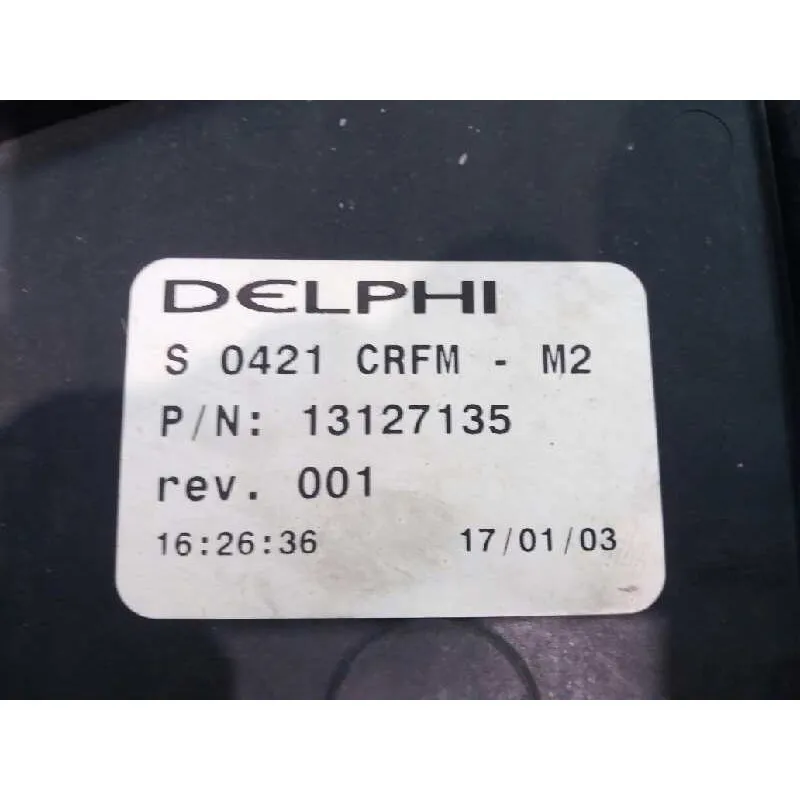 DELPHI
S 0421 CRFM - M2
P/N: 13127135
rev. 001
16:26:36 17/01/03